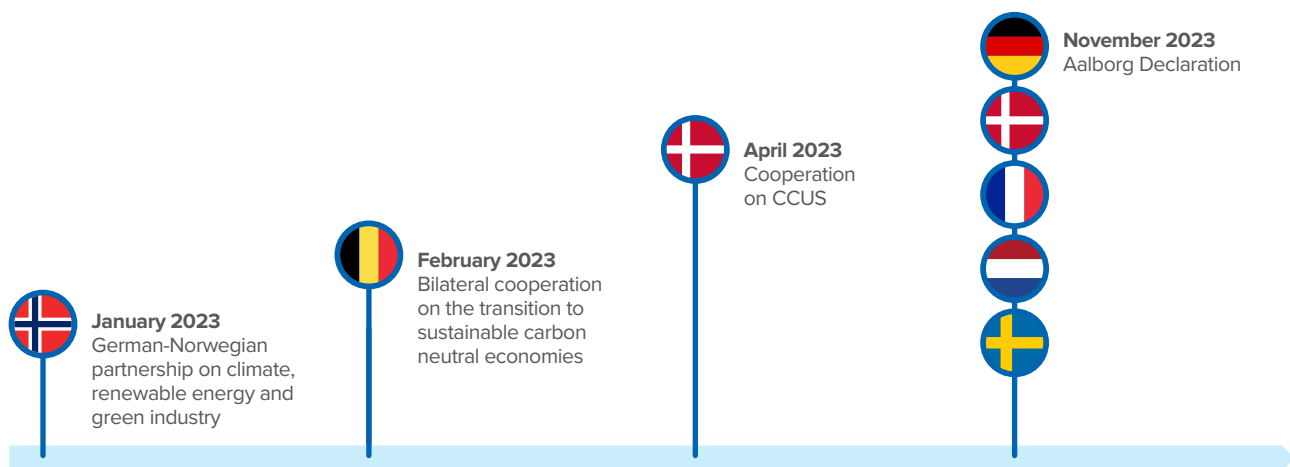 January 2023
German-Norwegian
partnership on climate,
renewable energy and
green industry
February 2023
Bilateral cooperation
on the transition to
sustainable carbon
neutral economies
April 2023
Cooperation
on CCUS
November 2023
Aalborg Declaration